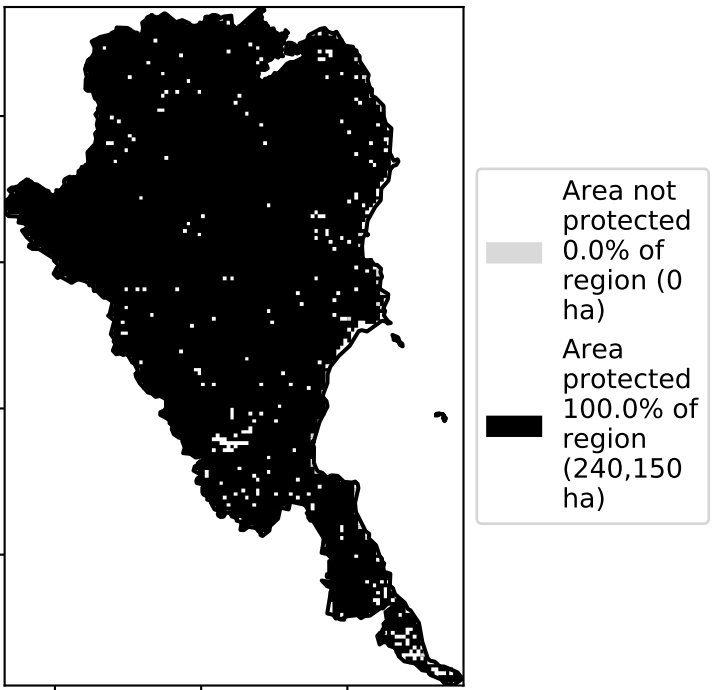 Area not
protected
0.0% of
region (0
ha)
Area
protected
100.0% of
region
(240,150
ha)